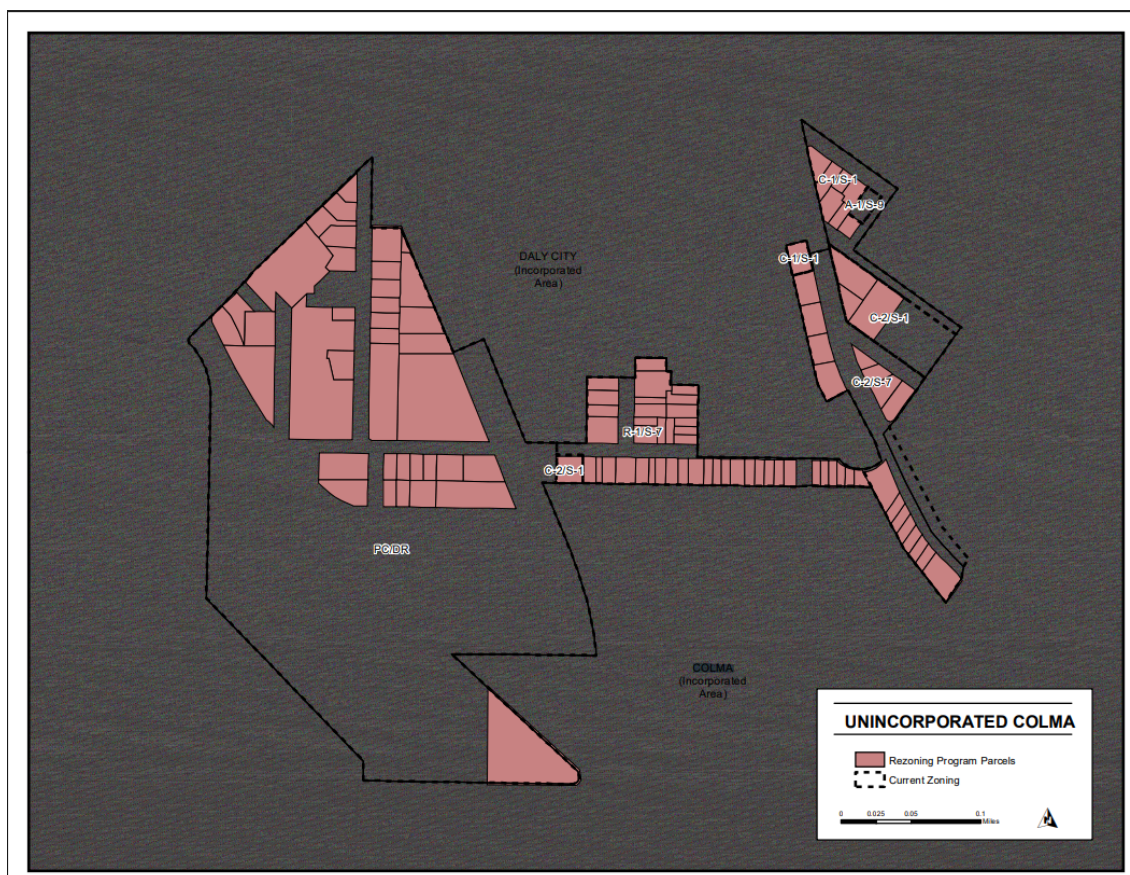 C-1/S-1
A-1/S-9
DALY CITY
(Incorporated
Area)
C-1/S-1
C-2/S-1
C-2/S-7
R-1/S-7
C-2/S-1
PC/DR
COLMA
(Incorporated
Area)
UNINCORPORATED COLMA
Rezoning Program Parcels
Current Zoning
0 0.025 0.05 0.1
Miles